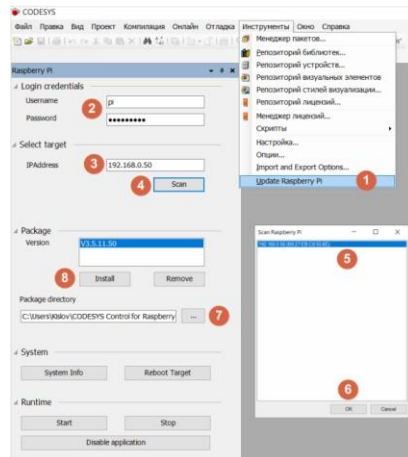 CODESYS
Файл Правка Вид Проект Компиляция Онлайн Отладка Инструменты Окно Справка
Менеджер пакетов...
Репозиторий библиотек...
Репозиторий устройств...
Репозиторий визуальных элементов
Репозиторий стилей визуализации...
Репозиторий лицензий...
Менеджер лицензий...
Скрипты
Настройка...
Опции...
Import and Export Options...
Update Raspberry Pi 1
Raspberry Pi
Login credentials
Username 2 pi
Password
Select target
IPAddress 3 192.168.0.50
4 Scan
Package
Version V3.5.11.50
8 Install Remove
Package directory
C:\Users\Kislov\CODESYS Control for Raspberry ... 7
System
System Info Reboot Target
Runtime
Start Stop
Disable application
Scan Raspberry Pi
5
6
OK Cancel